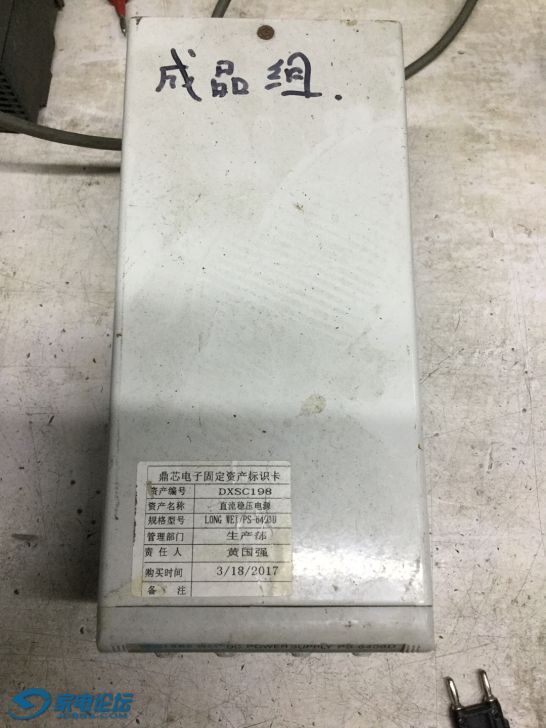 成品组.
鼎芯电子固定资产标识卡
资产编号 DXSC198
资产名称 直流稳压电源
规格型号 LONG WEI/PS-6403D
管理部门 生产部
责任人 黄国强
购买时间 3/18/2017
备注
DC POWER SUPPLY PS-6403D
家电论坛